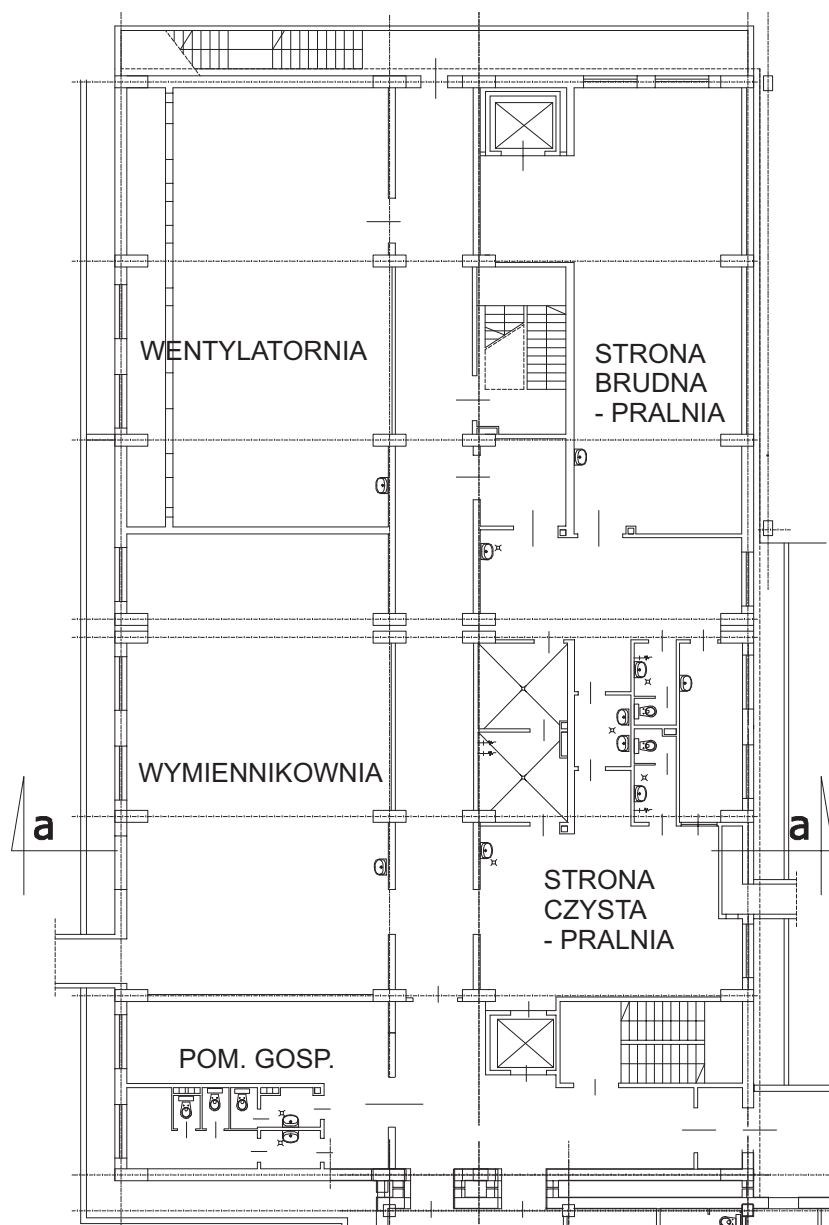 WENTYLATORNIA
STRONA
BRUDNA
- PRALNIA
WYMIENNIKOWNIA
a
a
STRONA
CZYSTA
- PRALNIA
POM. GOSP.